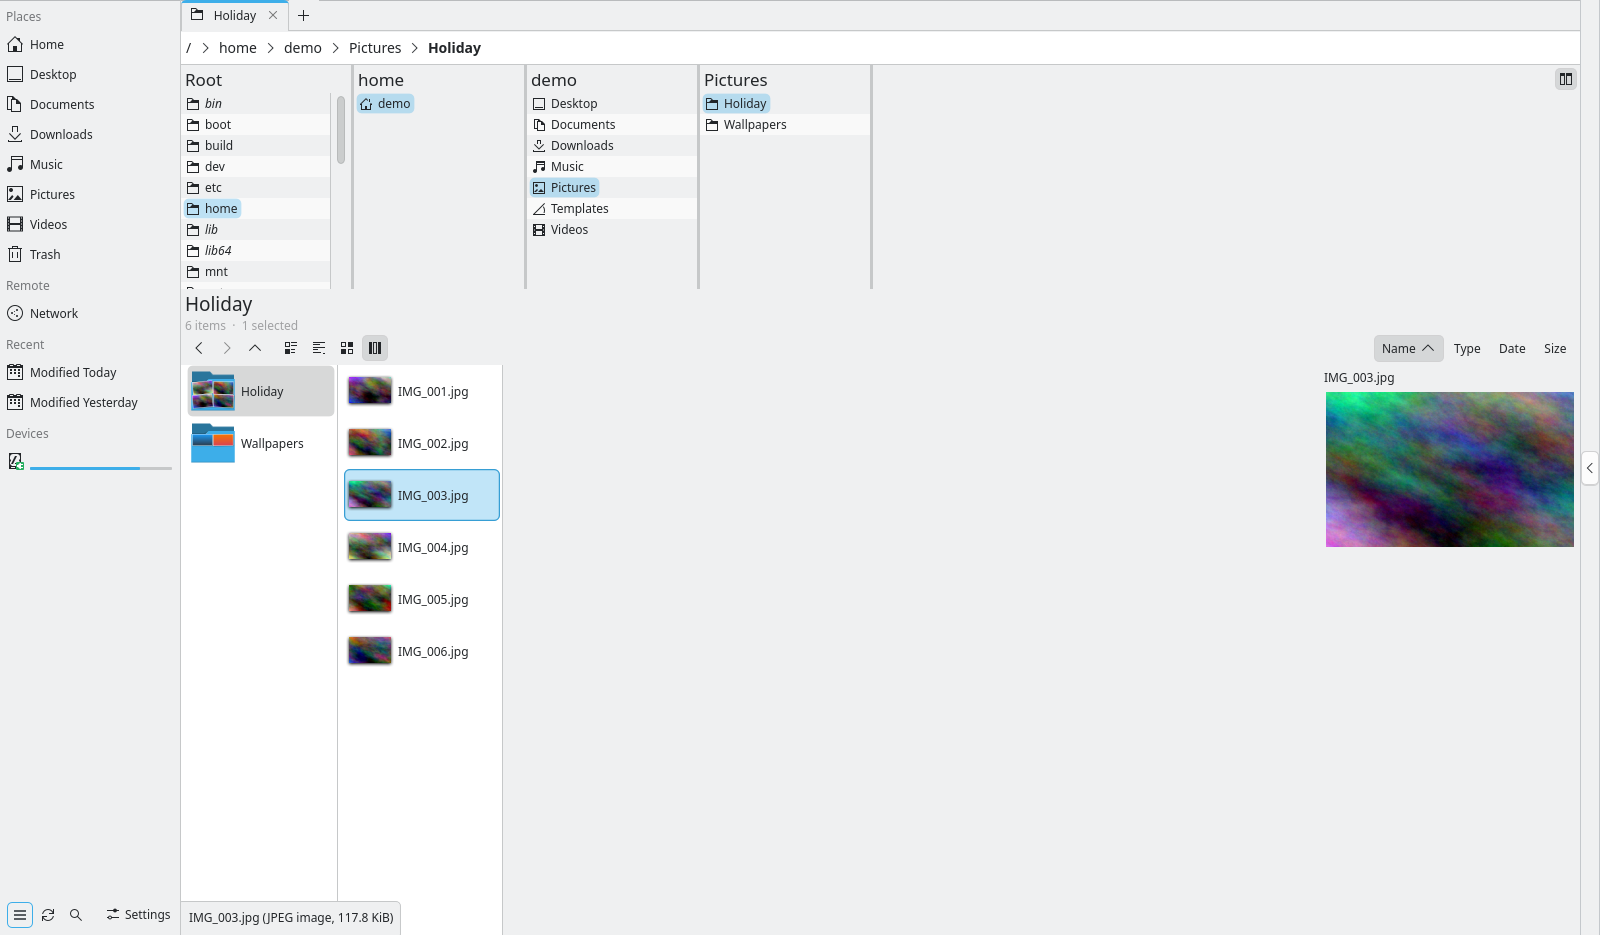 Places
Home
Desktop
Documents
Downloads
Music
Pictures
Videos
Trash
Remote
Network
Recent
Modified Today
Modified Yesterday
Devices
Settings
Holiday
/ > home > demo > Pictures > Holiday
Root
bin
boot
build
dev
etc
home
lib
lib64
mnt
home
demo
demo
Desktop
Documents
Downloads
Music
Pictures
Templates
Videos
Pictures
Holiday
Wallpapers
Holiday
6 items · 1 selected
Name Type Date Size
Holiday
Wallpapers
IMG_001.jpg
IMG_002.jpg
IMG_003.jpg
IMG_004.jpg
IMG_005.jpg
IMG_006.jpg
IMG_003.jpg
IMG_003.jpg (JPEG image, 117.8 KiB)